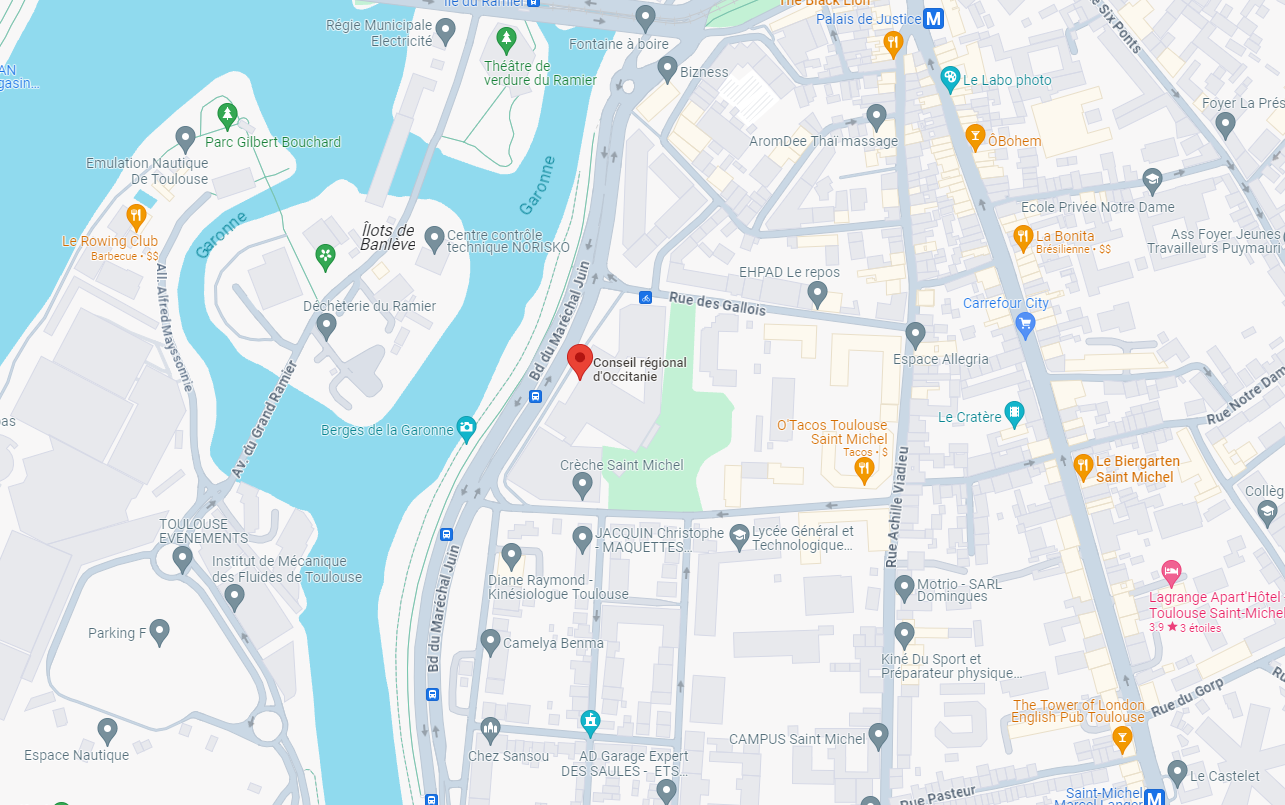 Île du Ramier
The Black Lion
Palais de Justice
M
Régie Municipale
Electricité
Fontaine à boire
Rue des Six Ponts
Théâtre de
verdure du Ramier
Bizness
Le Labo photo
Parc Gilbert Bouchard
AromDee Thaï massage
ÔBohem
Emulation Nautique
De Toulouse
Garonne
Ecole Privée Notre Dame
Garonne
Îlots de
Banlève
Centre contrôle
technique NORISKO
Le Rowing Club
Barbecue • $$
La Bonita
Brésilienne • $$
Ass Foyer Jeunes
Travailleurs Puymauri
All. Alfred Mayssonnie
EHPAD Le repos
Déchèterie du Ramier
Bd du Maréchal Juin
Rue des Gallois
Carrefour City
Espace Allegria
Conseil régional
d'Occitanie
Av. du Grand Ramier
Berges de la Garonne
O'Tacos Toulouse
Saint Michel
Tacos • $
Le Cratère
Crèche Saint Michel
Rue Achille Viadieu
Le Biergarten
Saint Michel
TOULOUSE
EVENEMENTS
JACQUIN Christophe
- MAQUETTES...
Lycée Général et
Technologique...
Institut de Mécanique
des Fluides de Toulouse
Diane Raymond -
Kinésiologue Toulouse
Motrio - SARL
Domingues
Lagrange Apart'Hôtel
Toulouse Saint-Michel
3,9 ★ 3 étoiles
Bd du Maréchal Juin
Parking F
Camelya Benma
Kiné Du Sport et
Préparateur physique...
Rue du Gorp
The Tower of London
English Pub Toulouse
Espace Nautique
Chez Sansou
AD Garage Expert
DES SAULES - ETS...
CAMPUS Saint Michel
Le Castelet
Rue Pasteur
Saint-Michel
M